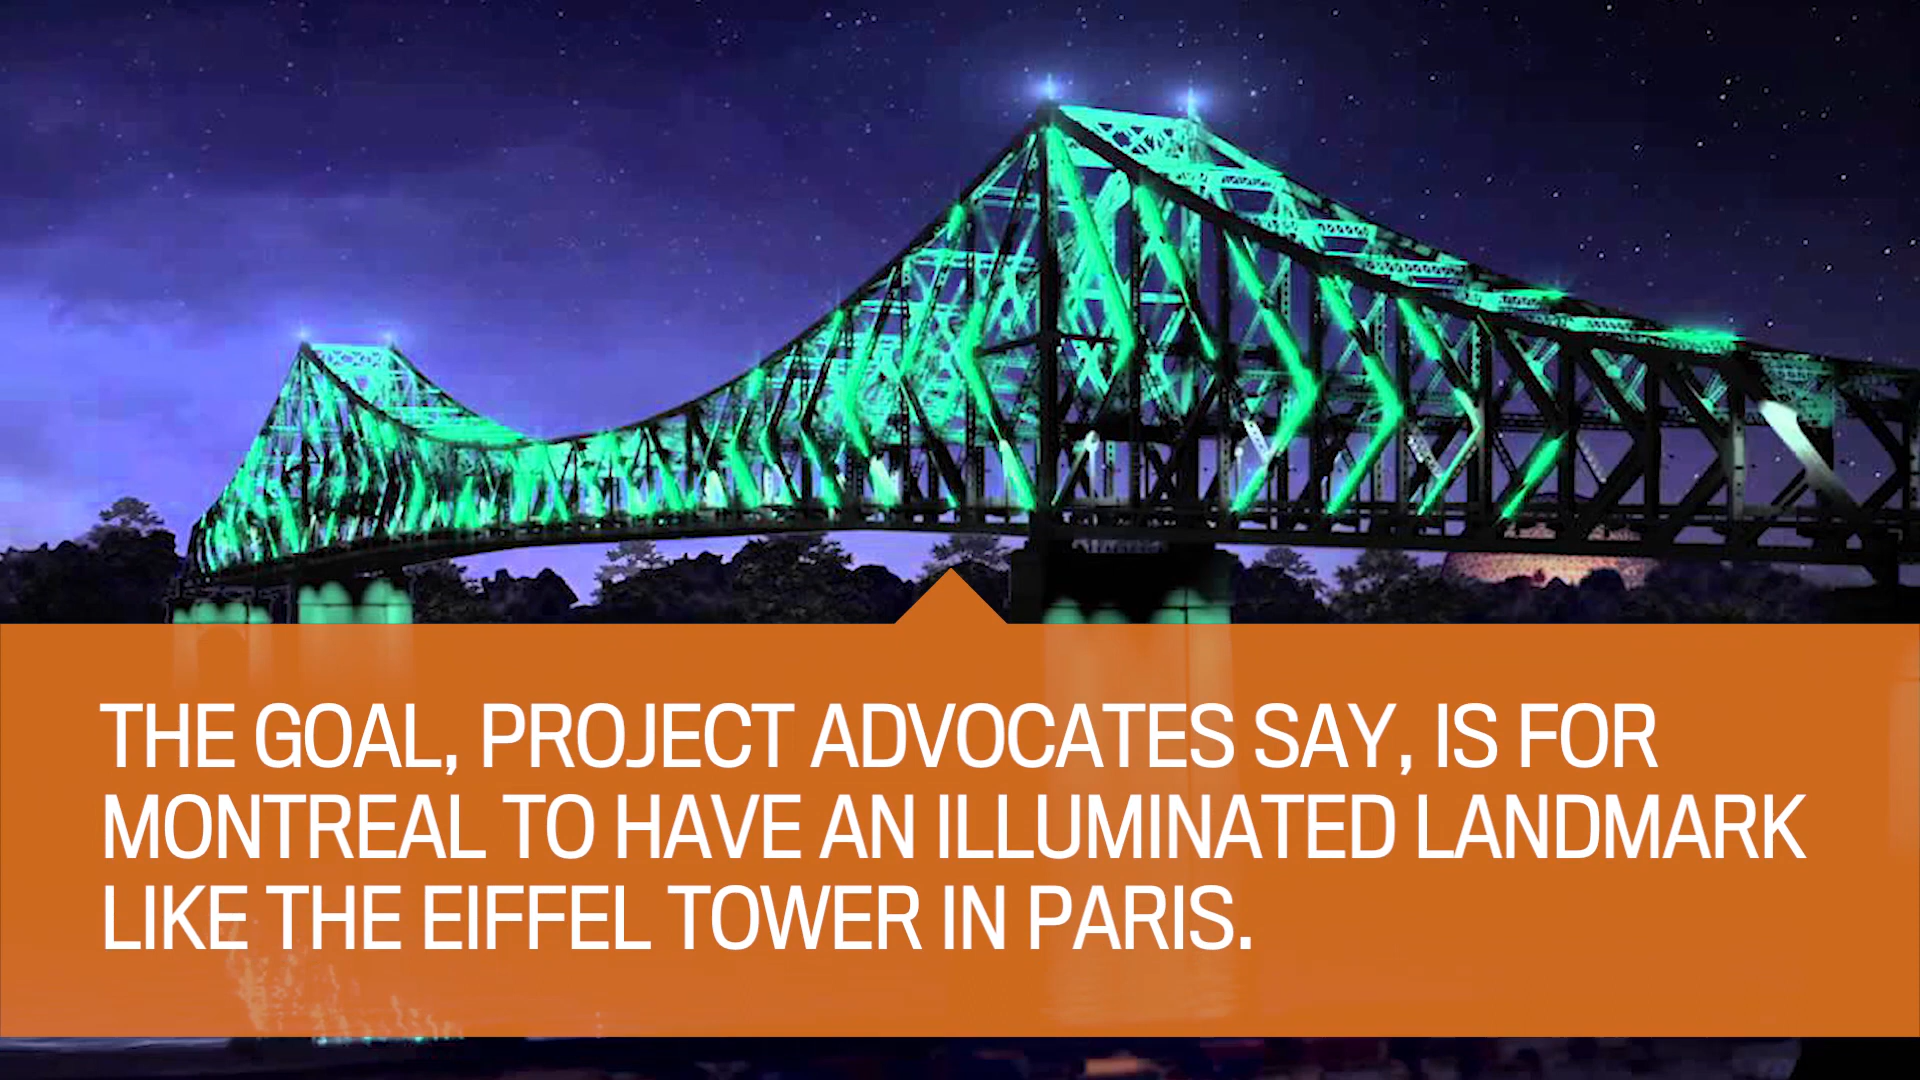 THE GOAL, PROJECT ADVOCATES SAY, IS FOR
MONTREAL TO HAVE AN ILLUMINATED LANDMARK
LIKE THE EIFFEL TOWER IN PARIS.